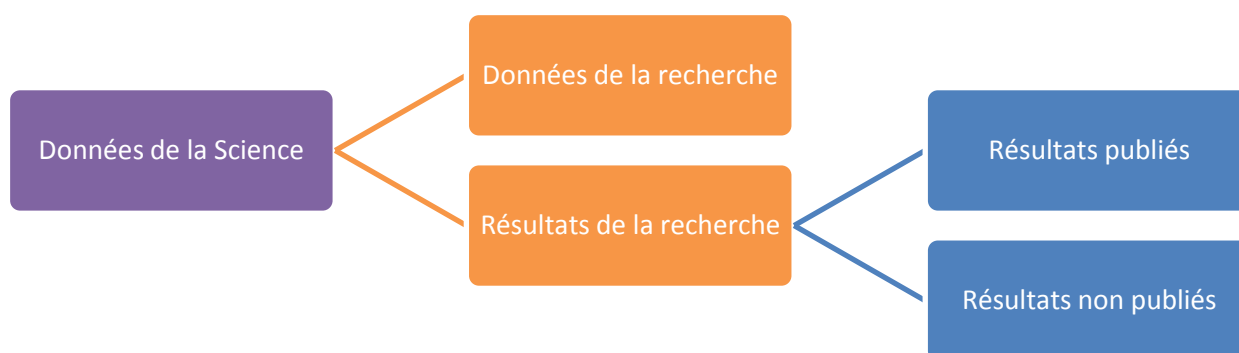 Données de la Science
Données de la recherche
Résultats de la recherche
Résultats publiés
Résultats non publiés